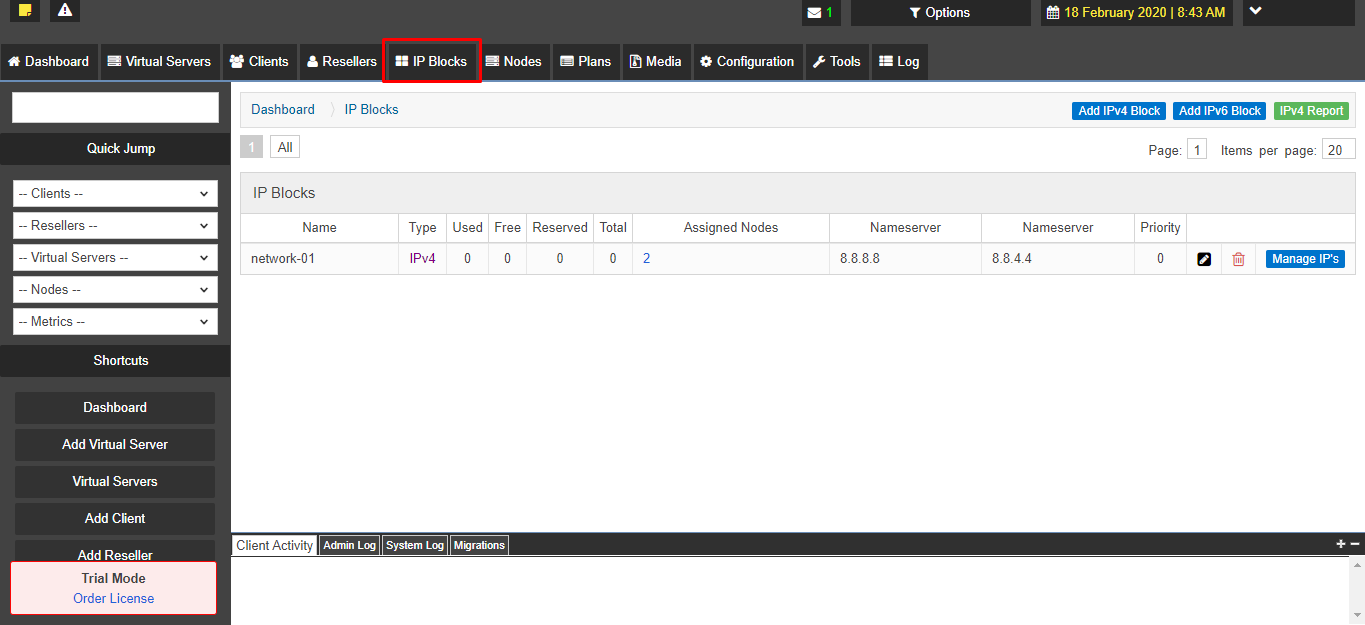 1
Options
18 February 2020 | 8:43 AM
Dashboard Virtual Servers Clients Resellers IP Blocks Nodes Plans Media Configuration Tools Log
Quick Jump
-- Clients --
-- Resellers --
-- Virtual Servers --
-- Nodes --
-- Metrics --
Shortcuts
Dashboard
Add Virtual Server
Virtual Servers
Add Client
Add Reseller
Trial Mode
Order License
Dashboard IP Blocks
Add IPv4 Block Add IPv6 Block IPv4 Report
1 All
Page: 1 Items per page: 20
IP Blocks
Name Type Used Free Reserved Total Assigned Nodes Nameserver Nameserver Priority
network-01 IPv4 0 0 0 0 2 8.8.8.8 8.8.4.4 0 Manage IP's
Client Activity Admin Log System Log Migrations